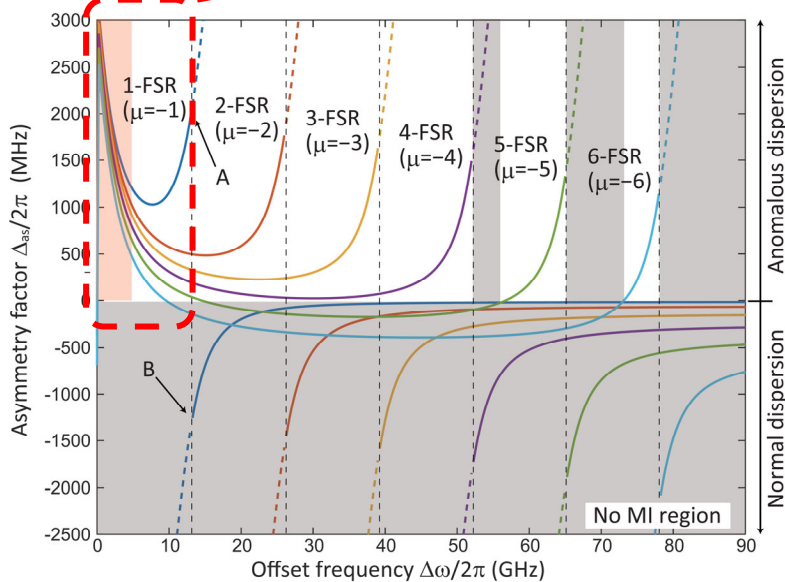 3000
2500
2000
1500
1000
500
0
-500
-1000
-1500
-2000
-2500
Asymmetry factor Δas/2π (MHz)
1-FSR
(μ=−1)
2-FSR
(μ=−2)
3-FSR
(μ=−3)
4-FSR
(μ=−4)
5-FSR
(μ=−5)
6-FSR
(μ=−6)
A
B
No MI region
Anomalous dispersion
Normal dispersion
0 10 20 30 40 50 60 70 80 90
Offset frequency Δω/2π (GHz)